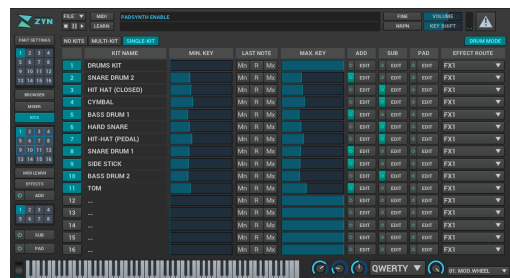 ZYN
FILE ▼ MIDI LEARN
PADSYNTH ENABLE
FINE VOLUME
NRPN KEY SHIFT
PART SETTINGS
NO KITS MULTI-KIT SINGLE-KIT DRUM MODE
KIT NAME MIN. KEY LAST NOTE MAX. KEY ADD SUB PAD EFFECT ROUTE
1 DRUMS KIT Mn R Mx EDIT EDIT EDIT FX1
2 SNARE DRUM 2 Mn R Mx EDIT EDIT EDIT FX1
3 HIT HAT (CLOSED) Mn R Mx EDIT EDIT EDIT FX1
4 CYMBAL Mn R Mx EDIT EDIT EDIT FX1
5 BASS DRUM 1 Mn R Mx EDIT EDIT EDIT FX1
6 HARD SNARE Mn R Mx EDIT EDIT EDIT FX1
7 HIT-HAT (PEDAL) Mn R Mx EDIT EDIT EDIT FX1
8 SNARE DRUM 1 Mn R Mx EDIT EDIT EDIT FX1
9 SIDE STICK Mn R Mx EDIT EDIT EDIT FX1
10 BASS DRUM 2 Mn R Mx EDIT EDIT EDIT FX1
11 TOM Mn R Mx EDIT EDIT EDIT FX1
12 ... Mn R Mx EDIT EDIT EDIT FX1
13 ... Mn R Mx EDIT EDIT EDIT FX1
14 ... Mn R Mx EDIT EDIT EDIT FX1
15 ... Mn R Mx EDIT EDIT EDIT FX1
16 ... Mn R Mx EDIT EDIT EDIT FX1
1 2 3 4
5 6 7 8
9 10 11 12
13 14 15 16
BROWSER
MIXER
KITS
1 2 3 4
5 6 7 8
9 10 11 12
13 14 15 16
MIDI LEARN
EFFECTS
ADD
1 2 3 4
5 6 7 8
SUB
PAD
QWERTY ▼
01: MOD.WHEEL ▼